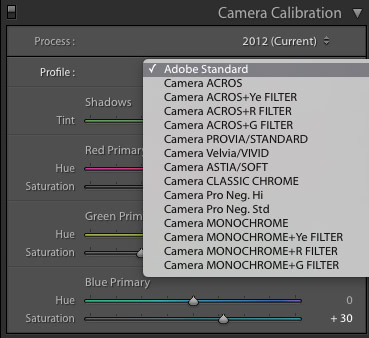 Camera Calibration
Process : 2012 (Current)
Profile : ✓ Adobe Standard
Camera ACROS
Shadows Camera ACROS+Ye FILTER
Camera ACROS+R FILTER
Tint Camera ACROS+G FILTER
Camera PROVIA/STANDARD
Red Primary Camera Velvia/VIVID
Hue Camera ASTIA/SOFT
Saturation Camera CLASSIC CHROME
Camera Pro Neg. Hi
Green Prim Camera Pro Neg. Std
Camera MONOCHROME
Hue Camera MONOCHROME+Ye FILTER
Saturation Camera MONOCHROME+R FILTER
Camera MONOCHROME+G FILTER
Blue Primary
Hue 0
Saturation + 30